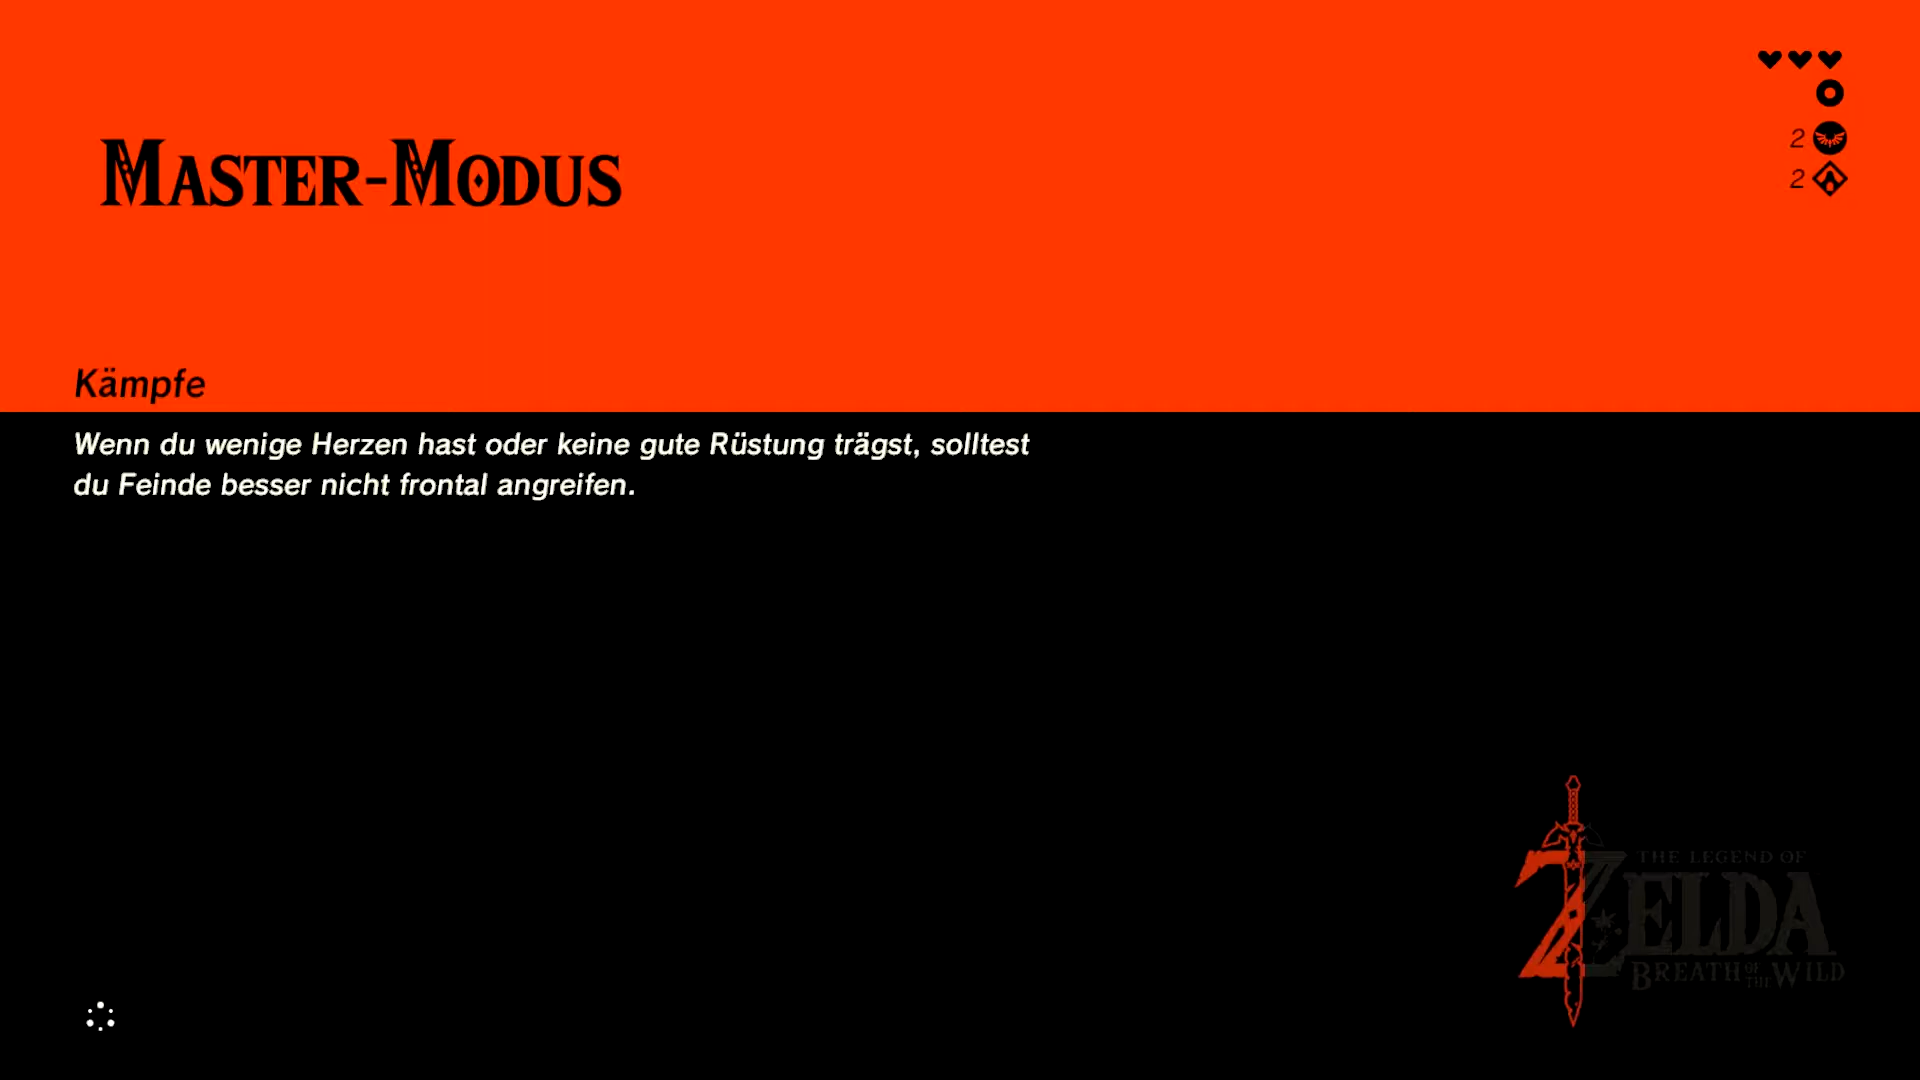 Master-Modus
2
2
Kämpfe
Wenn du wenige Herzen hast oder keine gute Rüstung trägst, solltest
du Feinde besser nicht frontal angreifen.
THE LEGEND OF
ZELDA
BREATH OF THE WILD